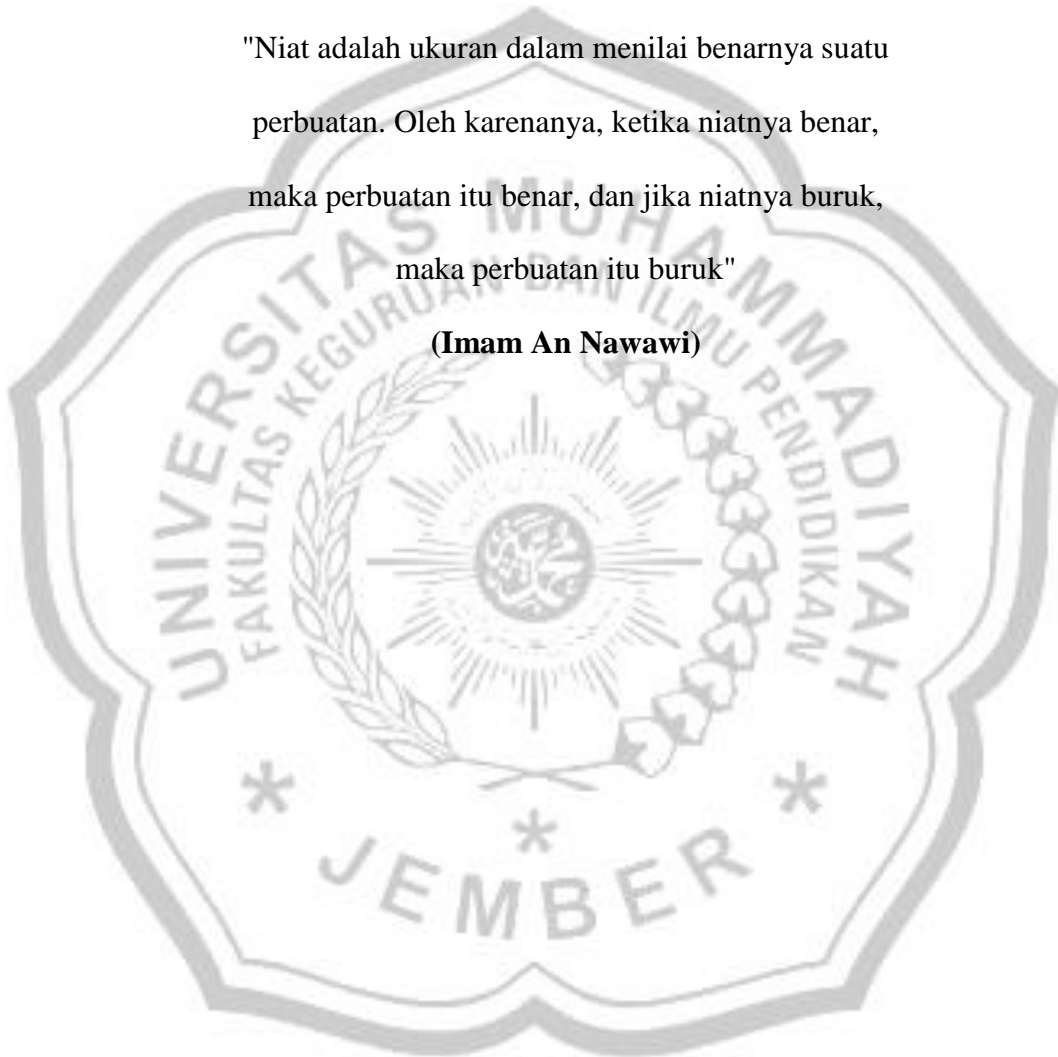 "Niat adalah ukuran dalam menilai benarnya suatu
perbuatan. Oleh karenanya, ketika niatnya benar,
maka perbuatan itu benar, dan jika niatnya buruk,
maka perbuatan itu buruk"
(Imam An Nawawi)
UNIVERSITAS MUHAMMADIYAH
FAKULTAS KEGURUAN DAN ILMU PENDIDIKAN
* JEMBER *
*